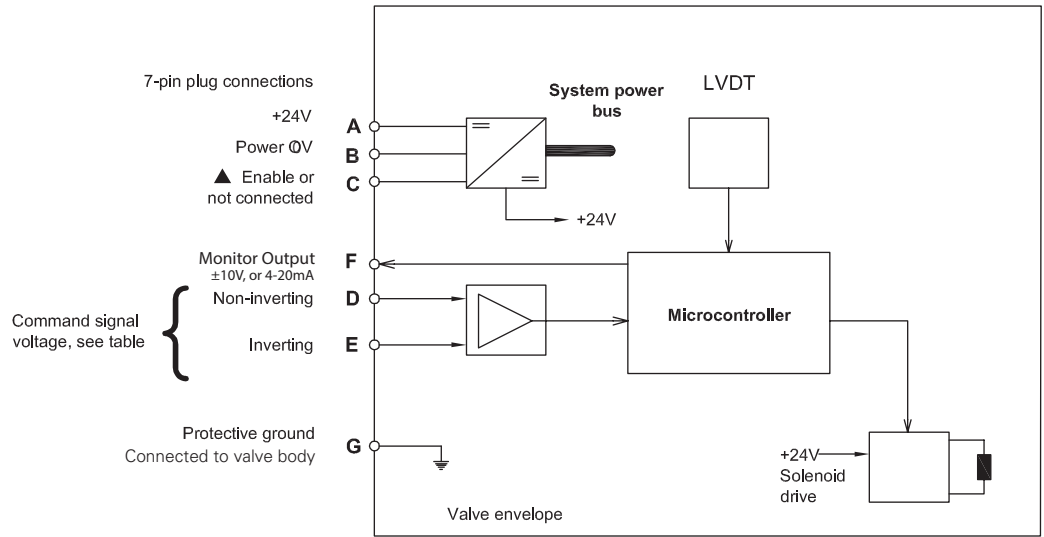 7-pin plug connections
+24V
A
Power 0V
B
▲ Enable or
not connected
C
System power
bus
+24V
LVDT
Monitor Output
±10V, or 4-20mA
F
Non-inverting
D
Command signal
voltage, see table
Inverting
E
Microcontroller
Protective ground
Connected to valve body
G
+24V
Solenoid
drive
Valve envelope